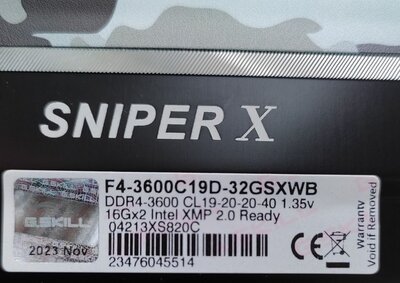 SNIPER X
F4-3600C19D-32GSXWB
DDR4-3600 CL19-20-20-40 1.35v
16Gx2 Intel XMP 2.0 Ready
04213XS820C
G.SKILL
2023 Nov
23476045514
Warranty
Void if Removed